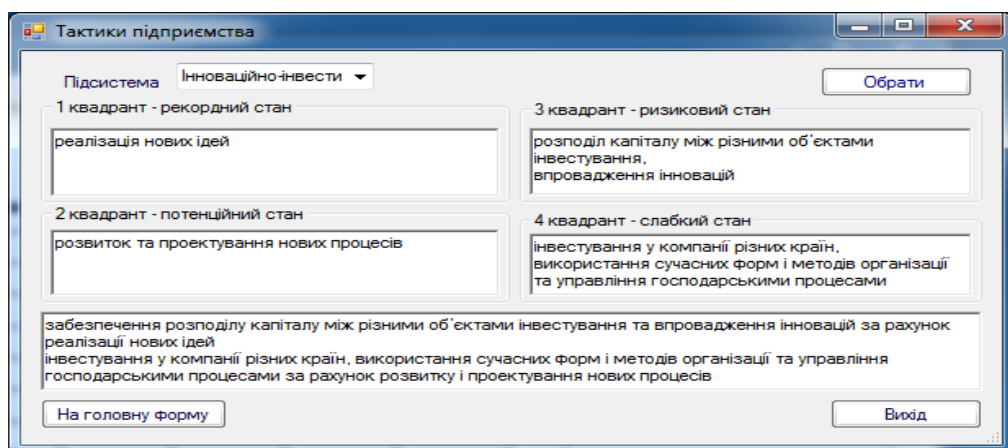 Тактики підприємства
Підсистема
Інноваційно-інвести
Обрати
1 квадрант - рекордний стан
реалізація нових ідей
3 квадрант - ризиковий стан
розподіл капіталу між різними об'єктами
інвестування,
впровадження інновацій
2 квадрант - потенційний стан
розвиток та проектування нових процесів
4 квадрант - слабкий стан
інвестування у компанії різних країн,
використання сучасних форм і методів організації
та управління господарськими процесами
забезпечення розподілу капіталу між різними об'єктами інвестування та впровадження інновацій за рахунок
реалізації нових ідей
інвестування у компанії різних країн, використання сучасних форм і методів організації та управління
господарськими процесами за рахунок розвитку і проектування нових процесів
На головну форму
Вихід